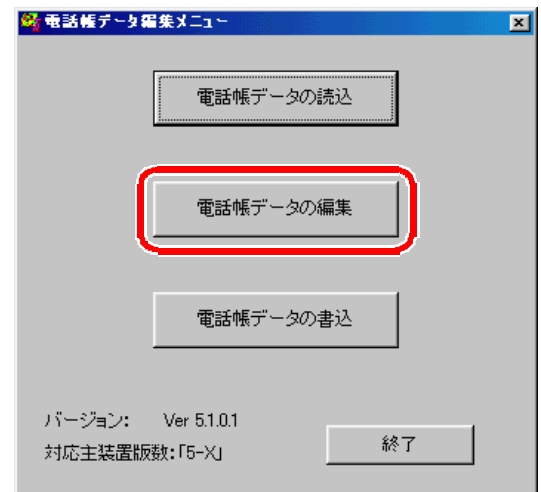 電話帳データ編集メニュー
電話帳データの読込
電話帳データの編集
電話帳データの書込
バージョン: Ver 5.1.0.1
対応主装置版数:「5-X」
終了